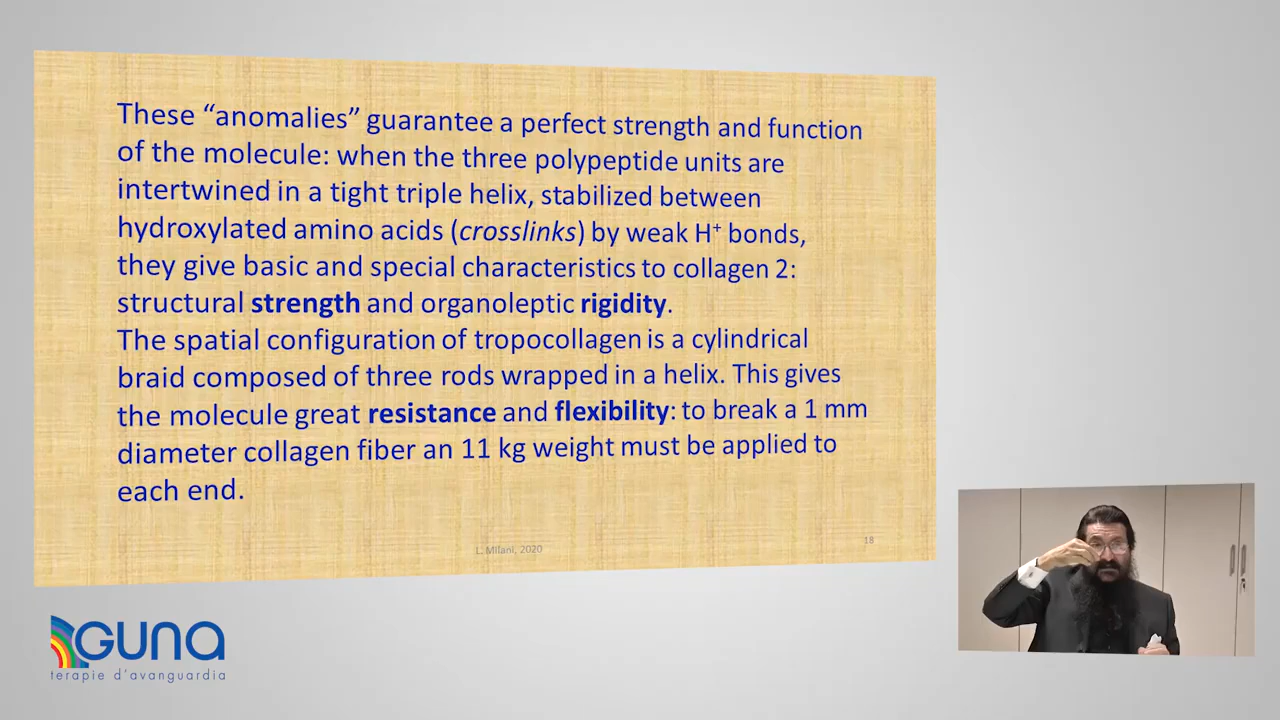 These “anomalies” guarantee a perfect strength and function
of the molecule: when the three polypeptide units are
intertwined in a tight triple helix, stabilized between
hydroxylated amino acids (crosslinks) by weak H⁺ bonds,
they give basic and special characteristics to collagen 2:
structural strength and organoleptic rigidity.
The spatial configuration of tropocollagen is a cylindrical
braid composed of three rods wrapped in a helix. This gives
the molecule great resistance and flexibility: to break a 1 mm
diameter collagen fiber an 11 kg weight must be applied to
each end.
L. Milani, 2020
18
GUNA
terapie d'avanguardia